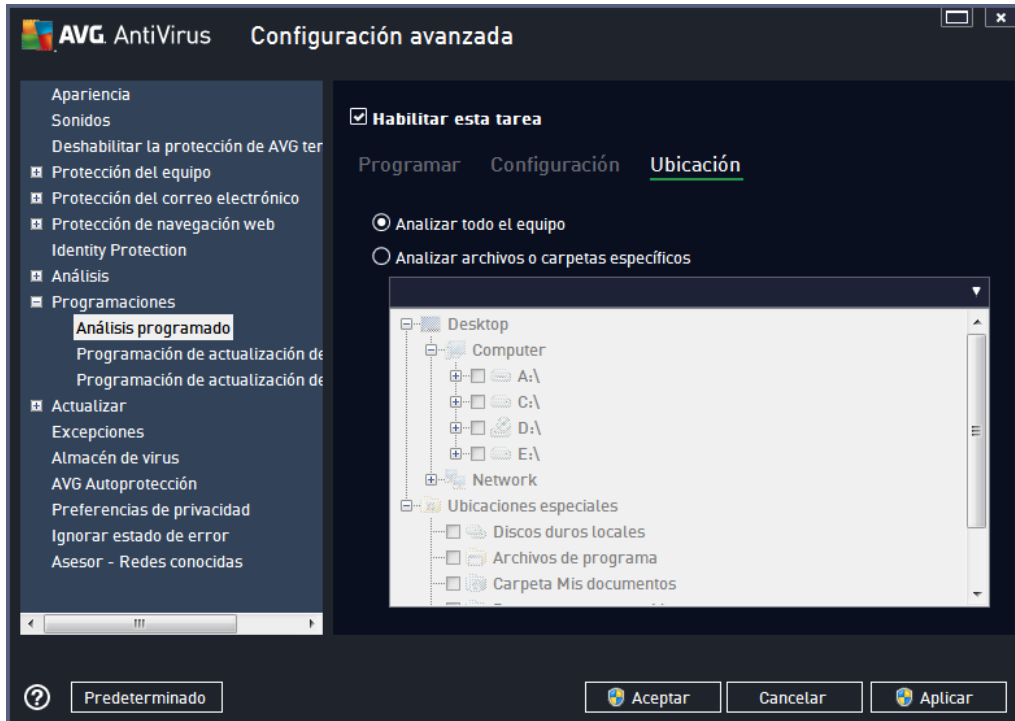 AVG. AntiVirus Configuración avanzada
Apariencia
Sonidos
Deshabilitar la protección de AVG ter
Protección del equipo
Protección del correo electrónico
Protección de navegación web
Identity Protection
Análisis
Programaciones
Análisis programado
Programación de actualización de
Programación de actualización de
Actualizar
Excepciones
Almacén de virus
AVG Autoprotección
Preferencias de privacidad
Ignorar estado de error
Asesor - Redes conocidas
Habilitar esta tarea
Programar Configuración Ubicación
Analizar todo el equipo
Analizar archivos o carpetas específicos
Desktop
Computer
A:\
C:\
D:\
E:\
Network
Ubicaciones especiales
Discos duros locales
Archivos de programa
Carpeta Mis documentos
? Predeterminado Aceptar Cancelar Aplicar